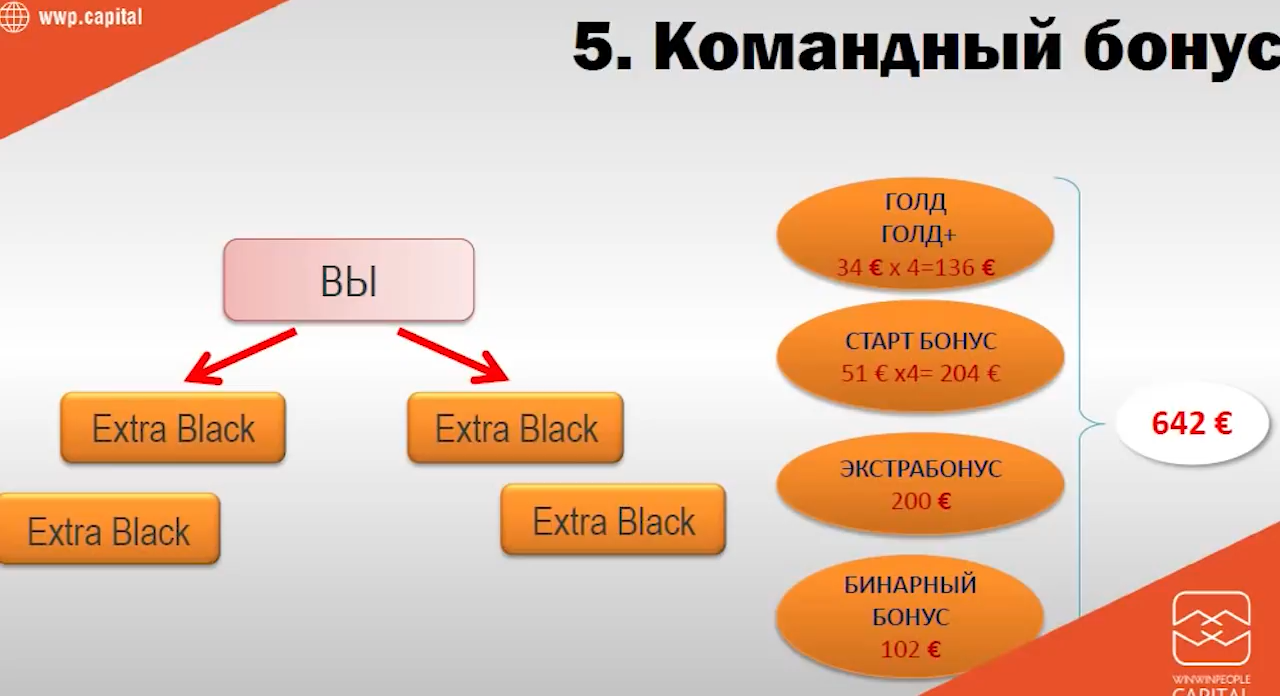 wwp.capital
5. Командный бонус
ВЫ
Extra Black
Extra Black
Extra Black
Extra Black
ГОЛД
ГОЛД+
34 € x 4=136 €
СТАРТ БОНУС
51 € x4= 204 €
ЭКСТРАБОНУС
200 €
БИНАРНЫЙ
БОНУС
102 €
642 €
WINWINPEOPLE
CAPITAL